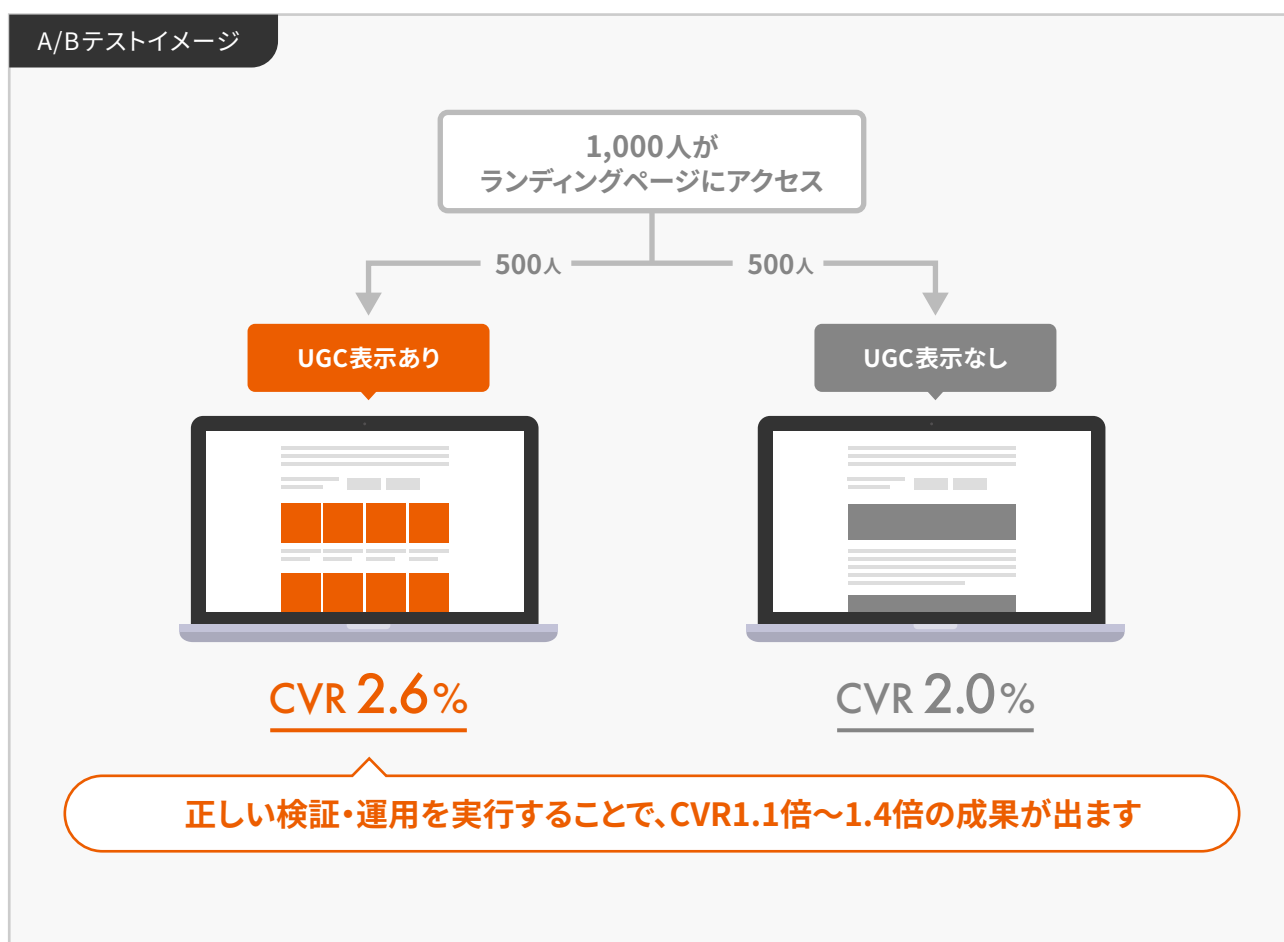 A/Bテストイメージ
1,000人が
ランディングページにアクセス
500人
500人
UGC表示あり
UGC表示なし
CVR 2.6%
CVR 2.0%
正しい検証・運用を実行することで、CVR1.1倍〜1.4倍の成果が出ます